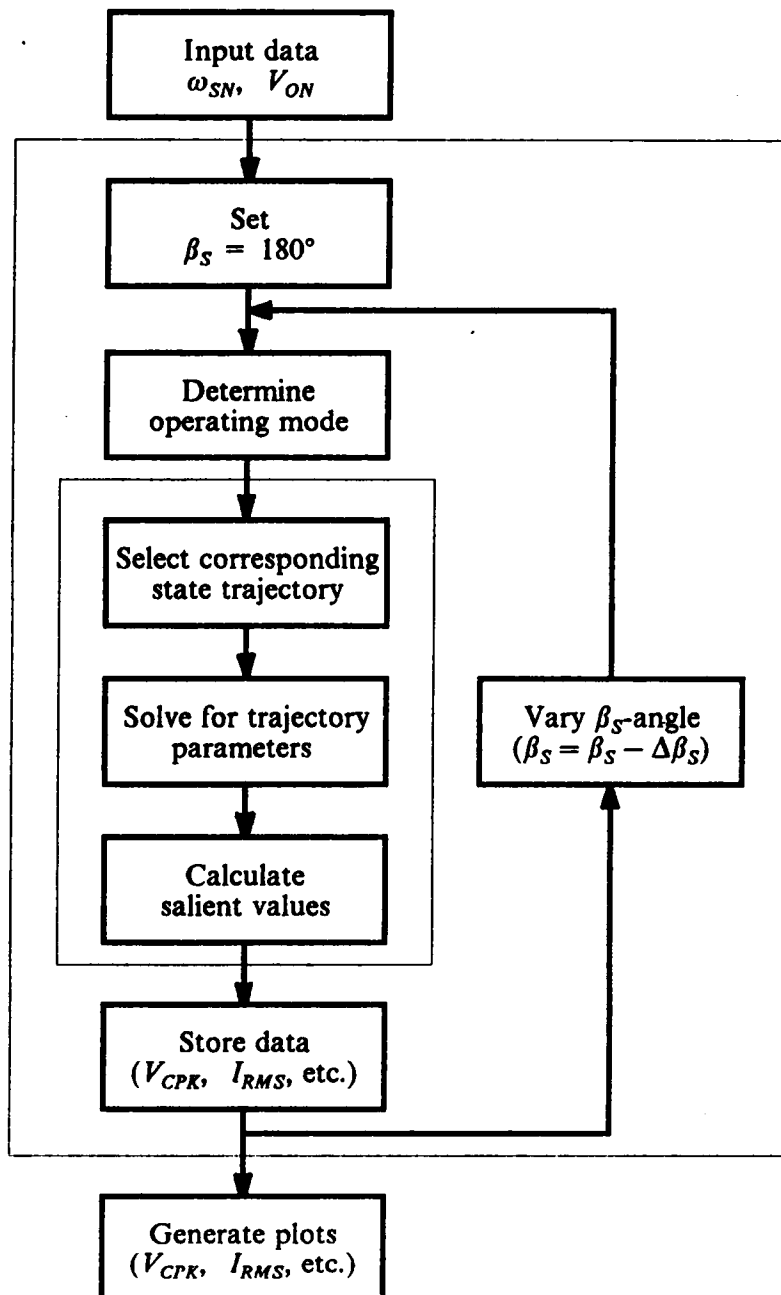 Input data
ω_SN, V_ON
Set
β_S = 180°
Determine
operating mode
Select corresponding
state trajectory
Solve for trajectory
parameters
Vary β_S-angle
(β_S = β_S − Δβ_S)
Calculate
salient values
Store data
(V_CPK, I_RMS, etc.)
Generate plots
(V_CPK, I_RMS, etc.)